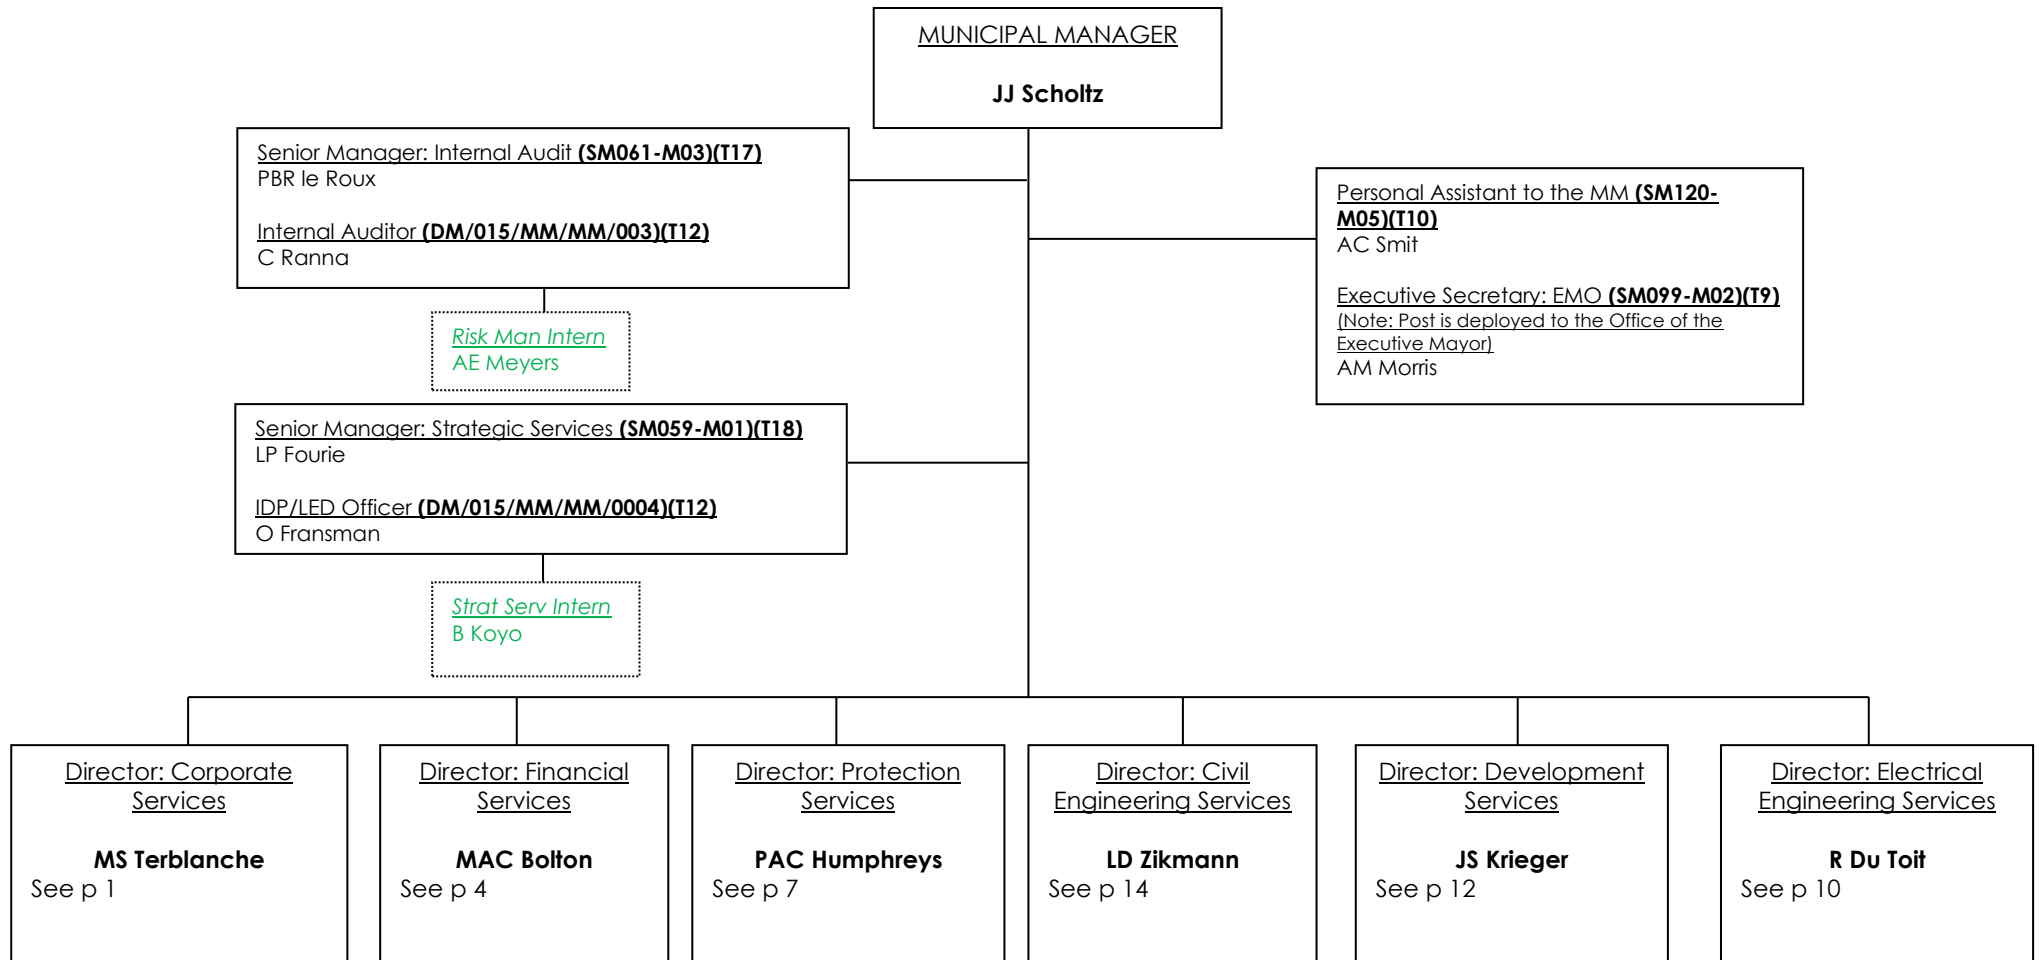 MUNICIPAL MANAGER
JJ Scholtz
Senior Manager: Internal Audit (SM061-M03)(T17)
PBR le Roux
Internal Auditor (DM/015/MM/MM/003)(T12)
C Ranna
Personal Assistant to the MM (SM120-
M05)(T10)
AC Smit
Executive Secretary: EMO (SM099-M02)(T9)
(Note: Post is deployed to the Office of the
Executive Mayor)
AM Morris
Risk Man Intern
AE Meyers
Senior Manager: Strategic Services (SM059-M01)(T18)
LP Fourie
IDP/LED Officer (DM/015/MM/MM/0004)(T12)
O Fransman
Strat Serv Intern
B Koyo
Director: Corporate
Services
MS Terblanche
See p 1
Director: Financial
Services
MAC Bolton
See p 4
Director: Protection
Services
PAC Humphreys
See p 7
Director: Civil
Engineering Services
LD Zikmann
See p 14
Director: Development
Services
JS Krieger
See p 12
Director: Electrical
Engineering Services
R Du Toit
See p 10